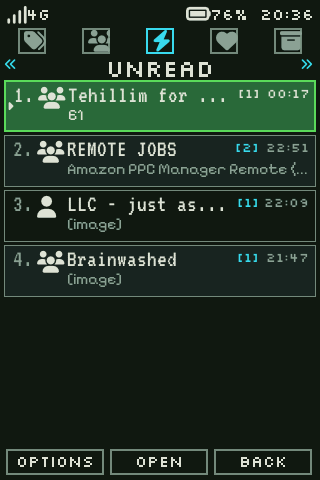 4G 76% 20:36
« »
UNREAD
1. Tehillim for ... [1] 00:17
61
2. REMOTE JOBS [2] 22:51
Amazon PPC Manager Remote (...
3. LLC - just as... [1] 22:09
(image)
4. Brainwashed [1] 21:47
(image)
OPTIONS OPEN BACK